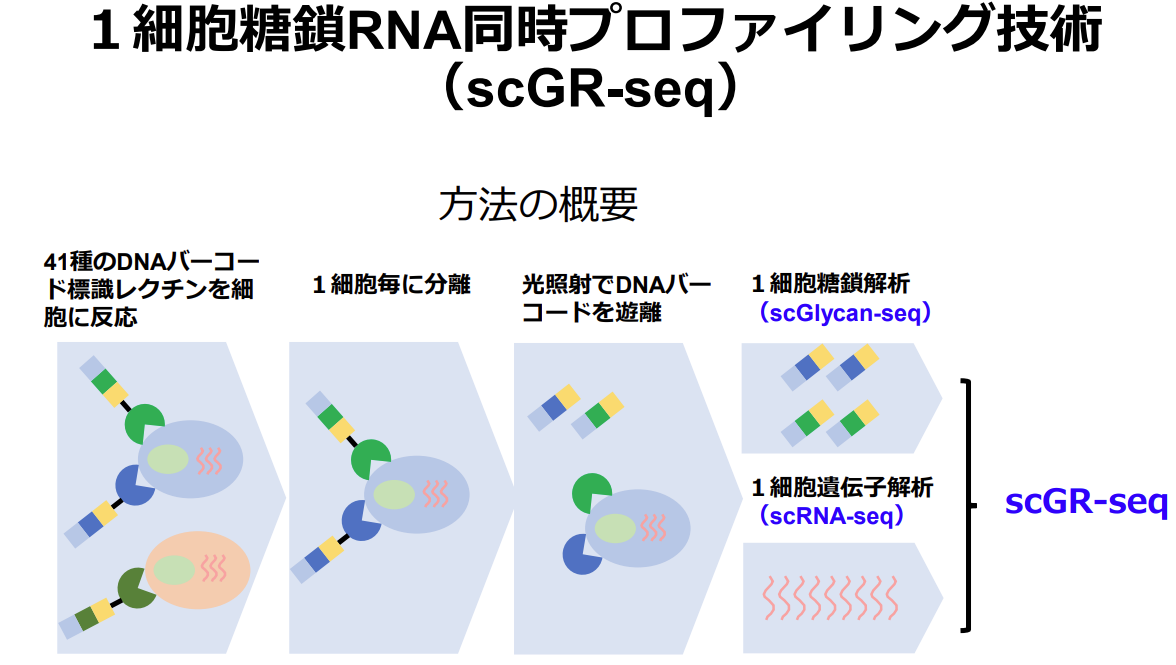 １細胞糖鎖RNA同時プロファイリング技術
（scGR-seq）
方法の概要
41種のDNAバーコー
ド標識レクチンを細
胞に反応
１細胞毎に分離
光照射でDNAバー
コードを遊離
１細胞糖鎖解析
（scGlycan-seq）
１細胞遺伝子解析
（scRNA-seq）
scGR-seq